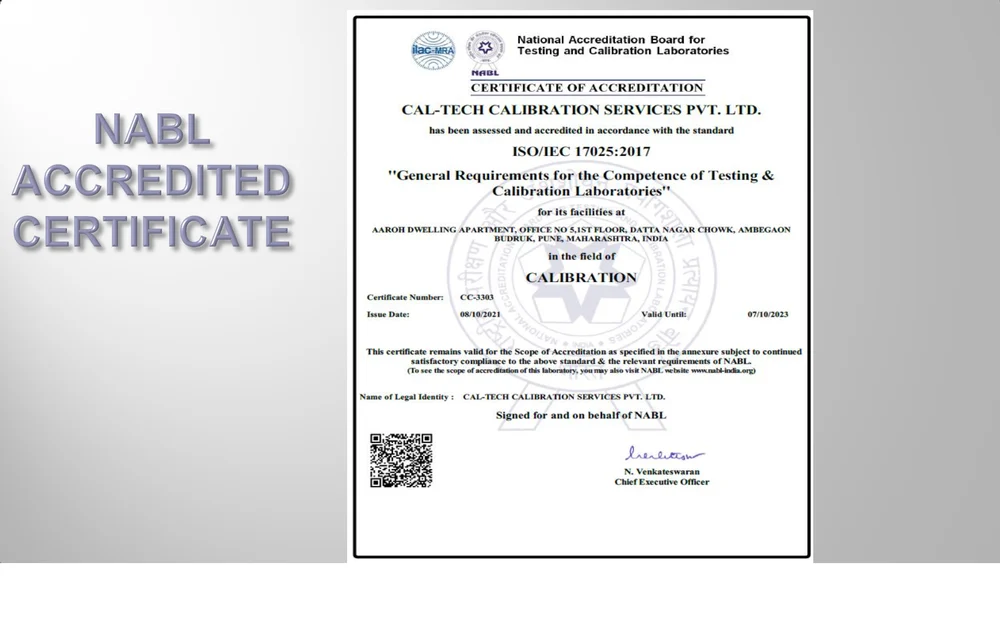 NABL
ACCREDITED
CERTIFICATE
ilac-MRA
NABL
National Accreditation Board for
Testing and Calibration Laboratories
CERTIFICATE OF ACCREDITATION
CAL-TECH CALIBRATION SERVICES PVT. LTD.
has been assessed and accredited in accordance with the standard
ISO/IEC 17025:2017
"General Requirements for the Competence of Testing &
Calibration Laboratories"
for its facilities at
AAROH DWELLING APARTMENT, OFFICE NO 5,1ST FLOOR, DATTA NAGAR CHOWK, AMBEGAON
BUDRUK, PUNE, MAHARASHTRA, INDIA
in the field of
CALIBRATION
Certificate Number: CC-3303
Issue Date: 08/10/2021 Valid Until: 07/10/2023
This certificate remains valid for the Scope of Accreditation as specified in the annexure subject to continued
satisfactory compliance to the above standard & the relevant requirements of NABL.
(To see the scope of accreditation of this laboratory, you may also visit NABL website www.nabl-india.org)
Name of Legal Identity : CAL-TECH CALIBRATION SERVICES PVT. LTD.
Signed for and on behalf of NABL
N. Venkateswaran
Chief Executive Officer